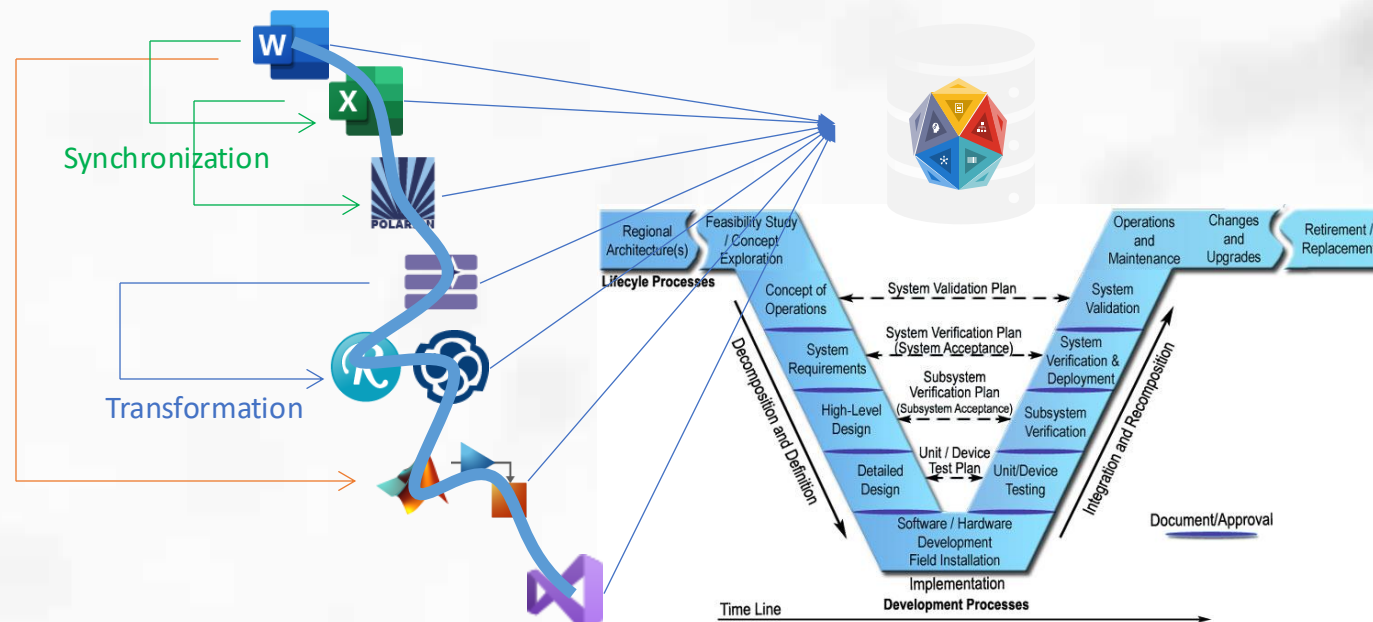 W
X
Synchronization
POLARION
R
Transformation
Regional
Architecture(s)
Feasibility Study
/ Concept
Exploration
Operations
and
Maintenance
Changes
and
Upgrades
Retirement /
Replacement
Lifecyle Processes
Concept of
Operations
System Validation Plan
System
Validation
System
Requirements
System Verification Plan
(System Acceptance)
System
Verification &
Deployment
High-Level
Design
Subsystem
Verification Plan
(Subsystem Acceptance)
Subsystem
Verification
Detailed
Design
Unit / Device
Test Plan
Unit/Device
Testing
Decomposition and Definition
Integration and Recomposition
Software / Hardware
Development
Field Installation
Implementation
Document/Approval
Time Line
Development Processes